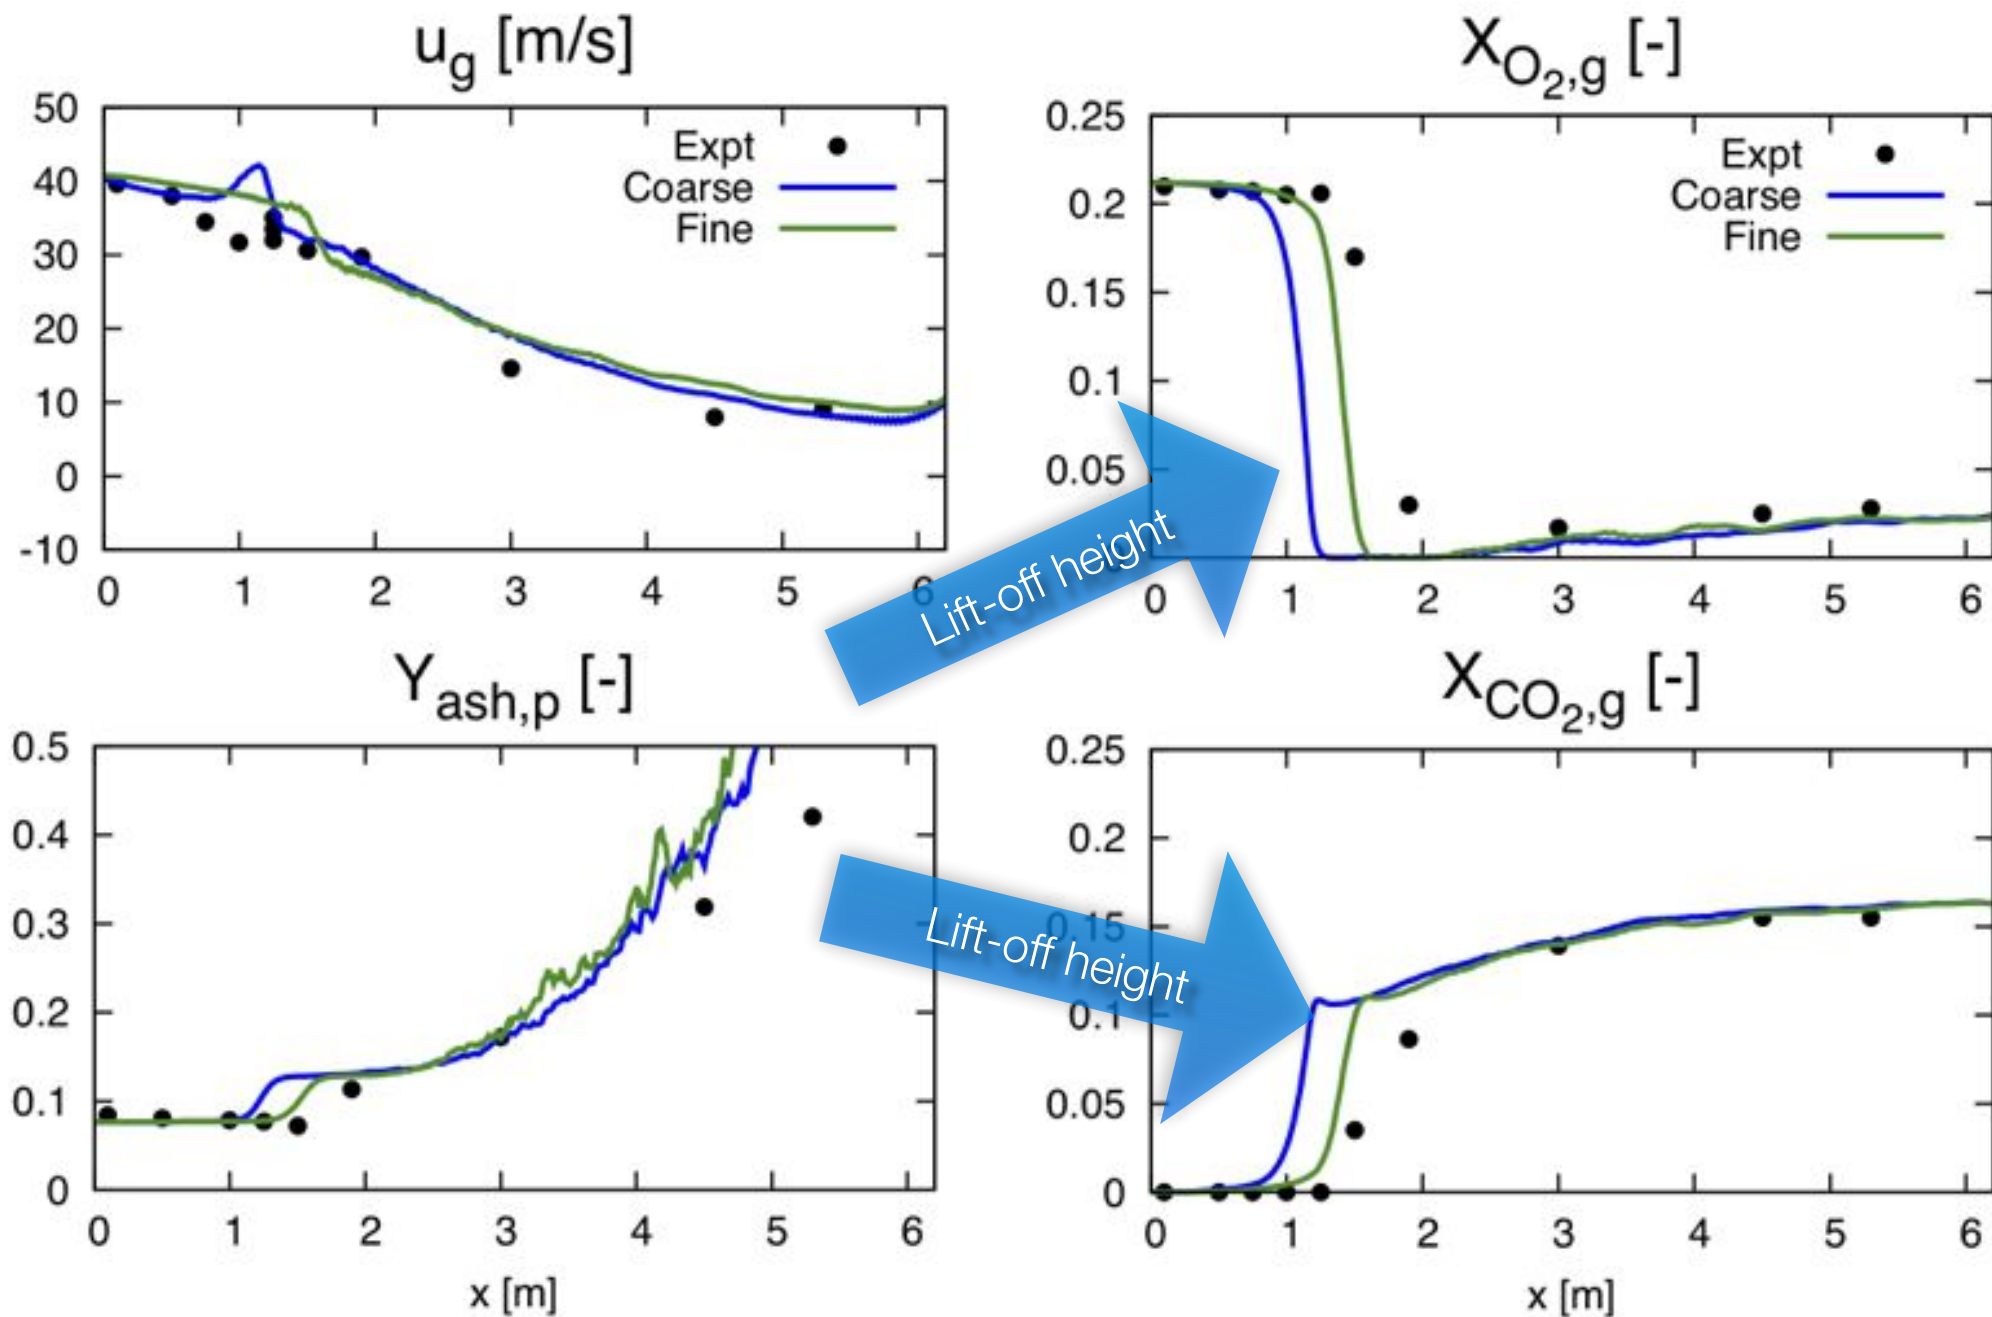 u_g [m/s]
50
40
30
20
10
0
-10
0 1 2 3 4 5 6
Expt
Coarse
Fine
X_O2,g [-]
0.25
0.2
0.15
0.1
0.05
0 1 2 3 4 5 6
Expt
Coarse
Fine
Lift-off height
Y_ash,p [-]
0.5
0.4
0.3
0.2
0.1
0
0 1 2 3 4 5 6
x [m]
X_CO2,g [-]
0.25
0.2
0.15
0.1
0.05
0
0 1 2 3 4 5 6
x [m]
Lift-off height